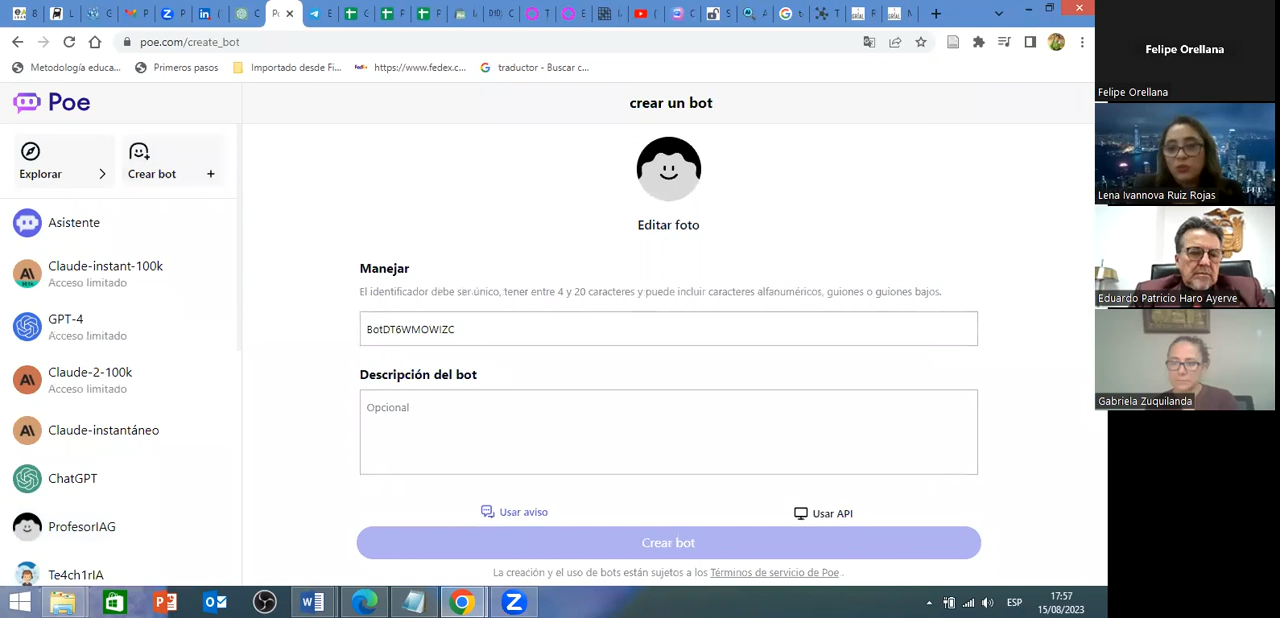 poe.com/create_bot
Metodología educa...
Primeros pasos
Importado desde Fi...
https://www.fedex.c...
traductor - Buscar c...
Poe
crear un bot
Explorar
Crear bot
Editar foto
Asistente
Claude-instant-100k
Acceso limitado
GPT-4
Acceso limitado
Claude-2-100k
Acceso limitado
Claude-instantáneo
ChatGPT
ProfesorIAG
Te4ch1rIA
Manejar
El identificador debe ser único, tener entre 4 y 20 caracteres y puede incluir caracteres alfanuméricos, guiones o guiones bajos.
BotDT6WMOWIZC
Descripción del bot
Opcional
Usar aviso
Usar API
Crear bot
La creación y el uso de bots están sujetos a los Términos de servicio de Poe .
Felipe Orellana
Felipe Orellana
Lena Ivannova Ruiz Rojas
Eduardo Patricio Haro Ayerve
Gabriela Zuquilanda
ESP
17:57
15/08/2023